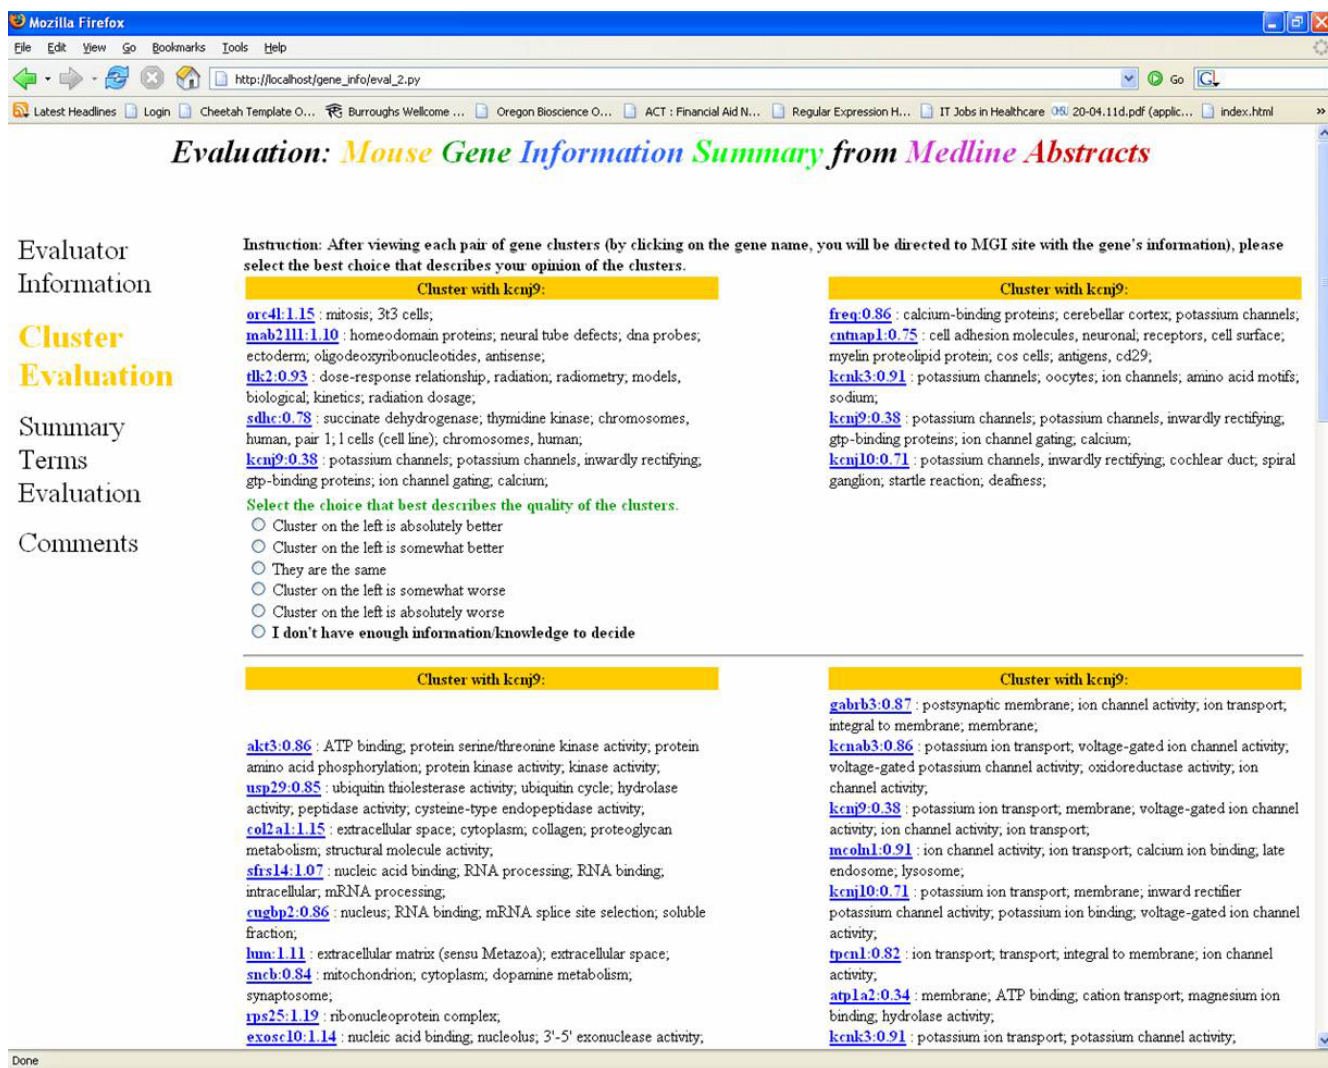 Mozilla Firefox
File Edit View Go Bookmarks Tools Help
http://localhost/gene_info/eval_2.py
Go
G
Latest Headlines Login Cheetah Template O... Burroughs Wellcome ... Oregon Bioscience O... ACT : Financial Aid N... Regular Expression H... IT Jobs in Healthcare 20-04.11d.pdf (applic... index.html »
Evaluation: Mouse Gene Information Summary from Medline Abstracts
Evaluator
Information
Cluster
Evaluation
Summary
Terms
Evaluation
Comments
Instruction: After viewing each pair of gene clusters (by clicking on the gene name, you will be directed to MGI site with the gene's information), please
select the best choice that describes your opinion of the clusters.
Cluster with kcnj9:
orc4l:1.15 : mitosis; 3t3 cells;
mab21l1:1.10 : homeodomain proteins; neural tube defects; dna probes;
ectoderm; oligodeoxyribonucleotides, antisense;
tlk2:0.93 : dose-response relationship, radiation; radiometry; models,
biological; kinetics; radiation dosage;
sdhc:0.78 : succinate dehydrogenase; thymidine kinase; chromosomes,
human, pair 1; l cells (cell line); chromosomes, human;
kcnj9:0.38 : potassium channels; potassium channels, inwardly rectifying;
gtp-binding proteins; ion channel gating; calcium;
Cluster with kcnj9:
freq:0.86 : calcium-binding proteins; cerebellar cortex; potassium channels;
cntnap1:0.75 : cell adhesion molecules, neuronal; receptors, cell surface;
myelin proteolipid protein; cos cells; antigens, cd29;
kcnk3:0.91 : potassium channels; oocytes; ion channels; amino acid motifs;
sodium;
kcnj9:0.38 : potassium channels; potassium channels, inwardly rectifying;
gtp-binding proteins; ion channel gating; calcium;
kcnj10:0.71 : potassium channels, inwardly rectifying; cochlear duct; spiral
ganglion; startle reaction; deafness;
Select the choice that best describes the quality of the clusters.
Cluster on the left is absolutely better
Cluster on the left is somewhat better
They are the same
Cluster on the left is somewhat worse
Cluster on the left is absolutely worse
I don't have enough information/knowledge to decide
Cluster with kcnj9:
akt3:0.86 : ATP binding; protein serine/threonine kinase activity; protein
amino acid phosphorylation; protein kinase activity; kinase activity;
usp29:0.85 : ubiquitin thiolesterase activity; ubiquitin cycle; hydrolase
activity; peptidase activity; cysteine-type endopeptidase activity;
col2a1:1.15 : extracellular space; cytoplasm; collagen; proteoglycan
metabolism; structural molecule activity;
sfrs14:1.07 : nucleic acid binding; RNA processing; RNA binding;
intracellular; mRNA processing;
cugbp2:0.86 : nucleus; RNA binding; mRNA splice site selection; soluble
fraction;
lum:1.11 : extracellular matrix (sensu Metazoa); extracellular space;
sncb:0.84 : mitochondrion; cytoplasm; dopamine metabolism;
synaptosome;
rps25:1.19 : ribonucleoprotein complex;
exosc10:1.14 : nucleic acid binding; nucleolus; 3'-5' exonuclease activity;
Cluster with kcnj9:
gabrb3:0.87 : postsynaptic membrane; ion channel activity; ion transport;
integral to membrane; membrane;
kcnab3:0.86 : potassium ion transport; voltage-gated ion channel activity;
voltage-gated potassium channel activity; oxidoreductase activity; ion
channel activity;
kcnj9:0.38 : potassium ion transport; membrane; voltage-gated ion channel
activity; ion channel activity; ion transport;
mcoln1:0.91 : ion channel activity; ion transport; calcium ion binding; late
endosome; lysosome;
kcnj10:0.71 : potassium ion transport; membrane; inward rectifier
potassium channel activity; potassium ion binding; voltage-gated ion channel
activity;
tpcn1:0.82 : ion transport; transport; integral to membrane; ion channel
activity;
atp1a2:0.34 : membrane; ATP binding; cation transport; magnesium ion
binding; hydrolase activity;
kcnk3:0.91 : potassium ion transport; potassium channel activity;
Done